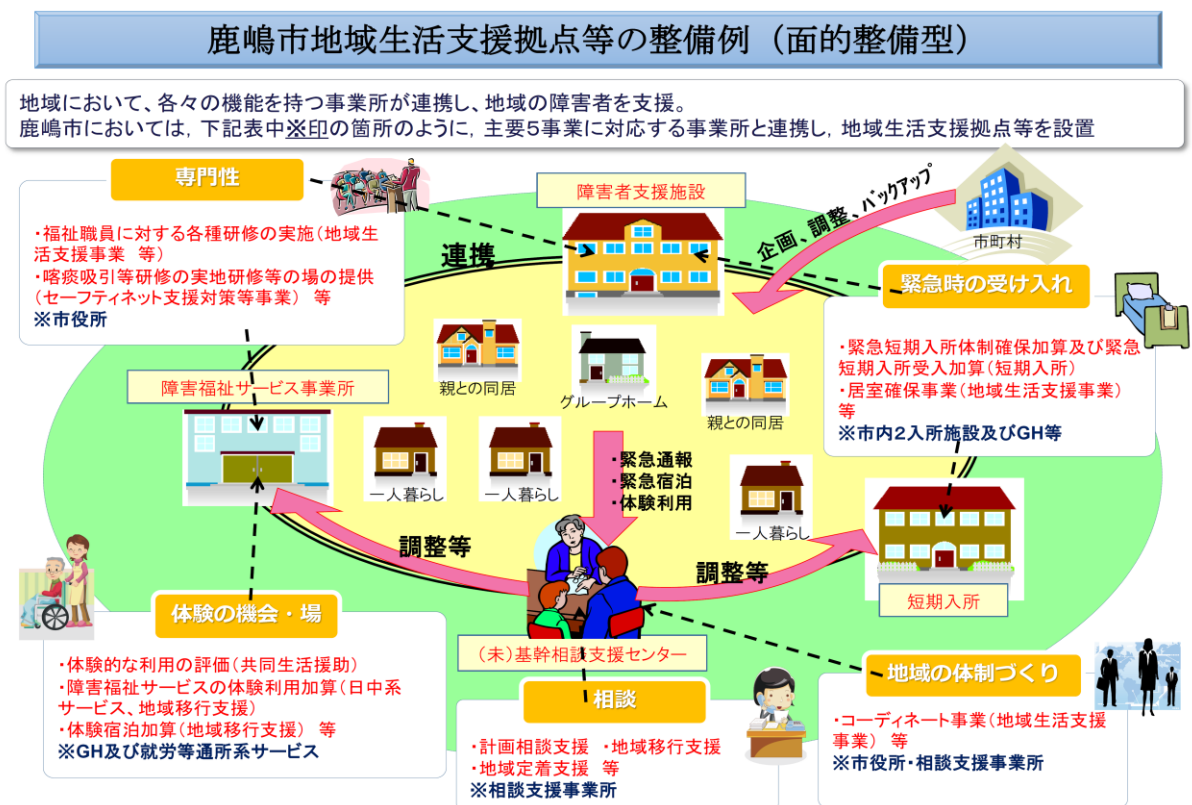 鹿嶋市地域生活支援拠点等の整備例（面的整備型）
地域において、各々の機能を持つ事業所が連携し、地域の障害者を支援。
鹿嶋市においては，下記表中※印の箇所のように，主要５事業に対応する事業所と連携し，地域生活支援拠点等を設置
専門性
・福祉職員に対する各種研修の実施（地域生
活支援事業 等）
・喀痰吸引等研修の実地研修等の場の提供
（セーフティネット支援対策等事業） 等
※市役所
障害者支援施設
企画、調整、バックアップ
市町村
連携
緊急時の受け入れ
・緊急短期入所体制確保加算及び緊急
短期入所受入加算（短期入所）
・居室確保事業（地域生活支援事業）
等
※市内２入所施設及びGH等
障害福祉サービス事業所
親との同居
グループホーム
親との同居
一人暮らし
一人暮らし
・緊急通報
・緊急宿泊
・体験利用
一人暮らし
調整等
調整等
短期入所
体験の機会・場
・体験的な利用の評価（共同生活援助）
・障害福祉サービスの体験利用加算（日中系
サービス、地域移行支援）
・体験宿泊加算（地域移行支援） 等
※GH及び就労等通所系サービス
（未）基幹相談支援センター
相談
・計画相談支援 ・地域移行支援
・地域定着支援 等
※相談支援事業所
地域の体制づくり
・コーディネート事業（地域生活支援
事業） 等
※市役所・相談支援事業所